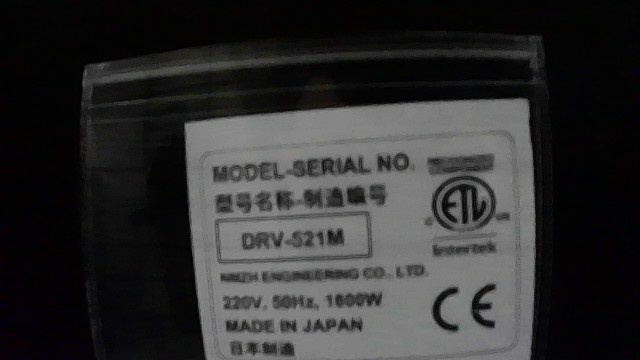 MODEL-SERIAL NO.
型号名称-制造编号
DRV-521M
ETL
Intertek
ENGINEERING CO., LTD.
220V, 50Hz, 1600W
CE
MADE IN JAPAN
日本制造